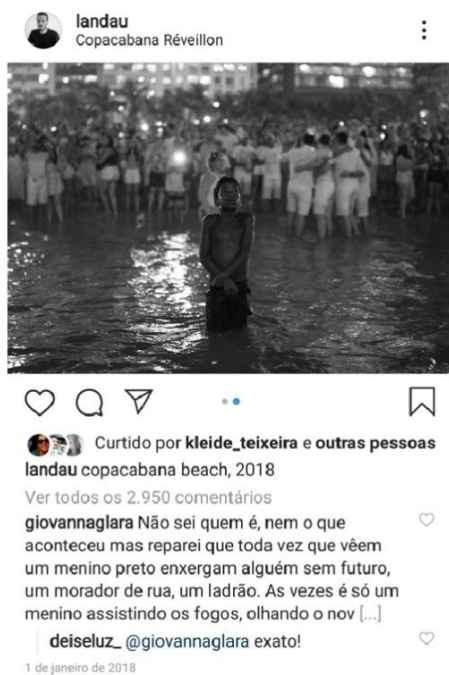 landau
Copacabana Réveillon
Curtido por kleide_teixeira e outras pessoas
landau copacabana beach, 2018
Ver todos os 2.950 comentários
giovannaglara Não sei quem é, nem o que
aconteceu mas reparei que toda vez que vêem
um menino preto enxergam alguém sem futuro,
um morador de rua, um ladrão. As vezes é só um
menino assistindo os fogos, olhando o nov [...]
deiseluz_ @giovannaglara exato!
1 de janeiro de 2018